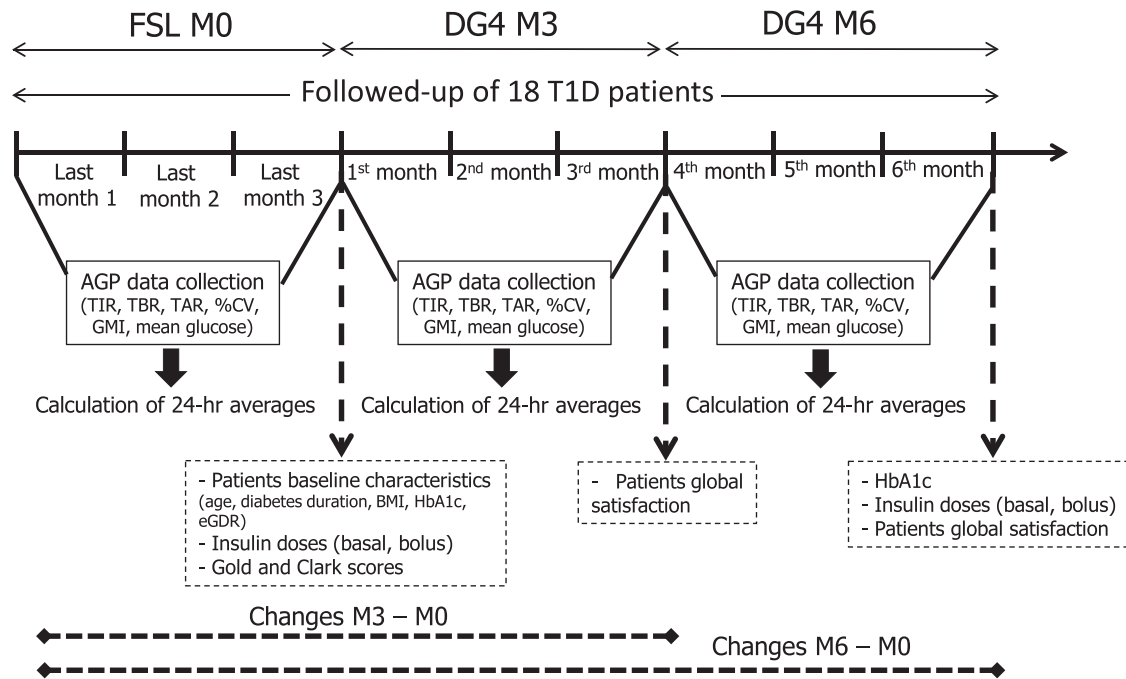 FSL M0
DG4 M3
DG4 M6
Followed-up of 18 T1D patients
Last
month 1
Last
month 2
Last
month 3
1st month
2nd month
3rd month
4th month
5th month
6th month
AGP data collection
(TIR, TBR, TAR, %CV,
GMI, mean glucose)
AGP data collection
(TIR, TBR, TAR, %CV,
GMI, mean glucose)
AGP data collection
(TIR, TBR, TAR, %CV,
GMI, mean glucose)
Calculation of 24-hr averages
Calculation of 24-hr averages
Calculation of 24-hr averages
- Patients baseline characteristics
(age, diabetes duration, BMI, HbA1c,
eGDR)
- Insulin doses (basal, bolus)
- Gold and Clark scores
- Patients global
satisfaction
- HbA1c
- Insulin doses (basal, bolus)
- Patients global satisfaction
Changes M3 – M0
Changes M6 – M0